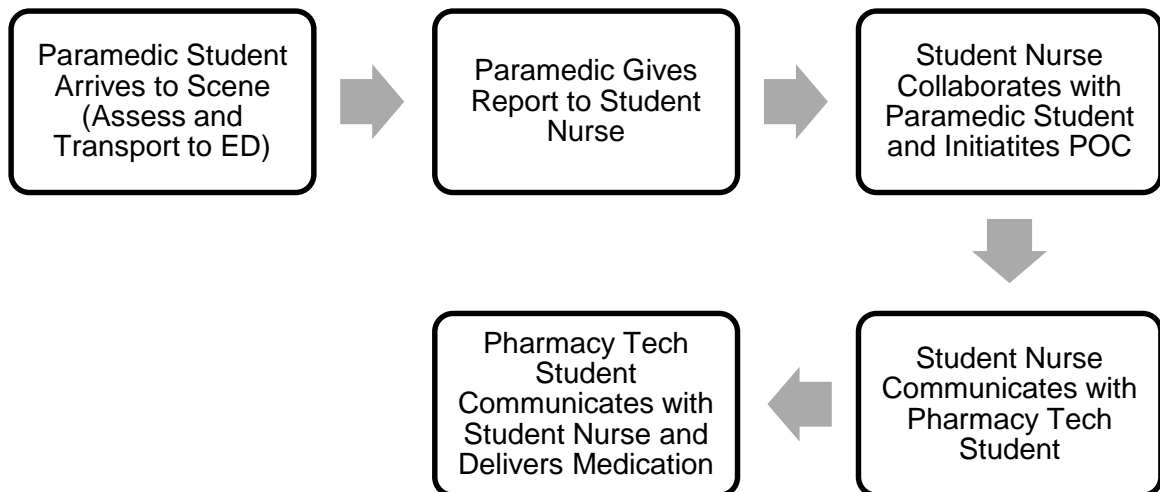 Paramedic Student
Arrives to Scene
(Assess and
Transport to ED)
Paramedic Gives
Report to Student
Nurse
Student Nurse
Collaborates with
Paramedic Student
and Initiatites POC
Student Nurse
Communicates with
Pharmacy Tech
Student
Pharmacy Tech
Student
Communicates with
Student Nurse and
Delivers Medication